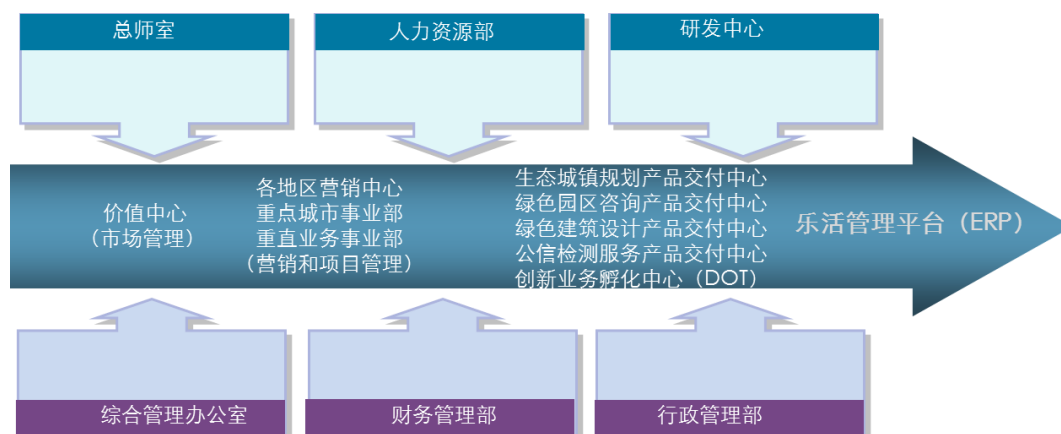 总师室
人力资源部
研发中心
价值中心
(市场管理)
各地区营销中心
重点城市事业部
重直业务事业部
(营销和项目管理)
生态城镇规划产品交付中心
绿色园区咨询产品交付中心
绿色建筑设计产品交付中心
公信检测服务产品交付中心
创新业务孵化中心（DOT）
乐活管理平台（ERP）
综合管理办公室
财务管理部
行政管理部